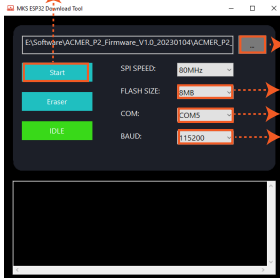 MKS ESP32 Download Tool
E:\Software\ACMER_P2_Firmware_V1.0_20230104\ACMER_P2_
Start
SPI SPEED:
80MHz
Eraser
FLASH SIZE:
8MB
IDLE
COM:
COM5
BAUD:
115200